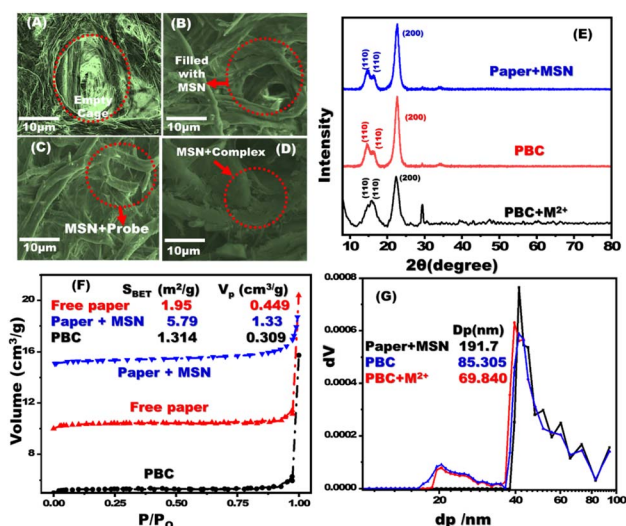 (A)
Empty
Cage
10µm
(B)
Filled
with
MSN
10µm
(C)
MSN+Probe
10µm
MSN+Complex
(D)
10µm
(E)
Intensity
(110)
(110)
(200)
Paper+MSN
(110)
(110)
(200)
PBC
(110)
(110)
(200)
PBC+M²⁺
10 20 30 40 50 60 70 80
2θ(degree)
(F)
S_BET (m²/g) V_p (cm³/g)
Free paper 1.95 0.449
Paper + MSN 5.79 1.33
PBC 1.314 0.309
Paper + MSN
Free paper
PBC
Volume (cm³/g)
20
16
12
8
0.00 0.25 0.50 0.75 1.00
P/P₀
(G)
Dp(nm)
Paper+MSN 191.7
PBC 85.305
PBC+M²⁺ 69.840
dV
0.0008
0.0006
0.0004
0.0002
0.0000
20 40 60 80 100
dp /nm